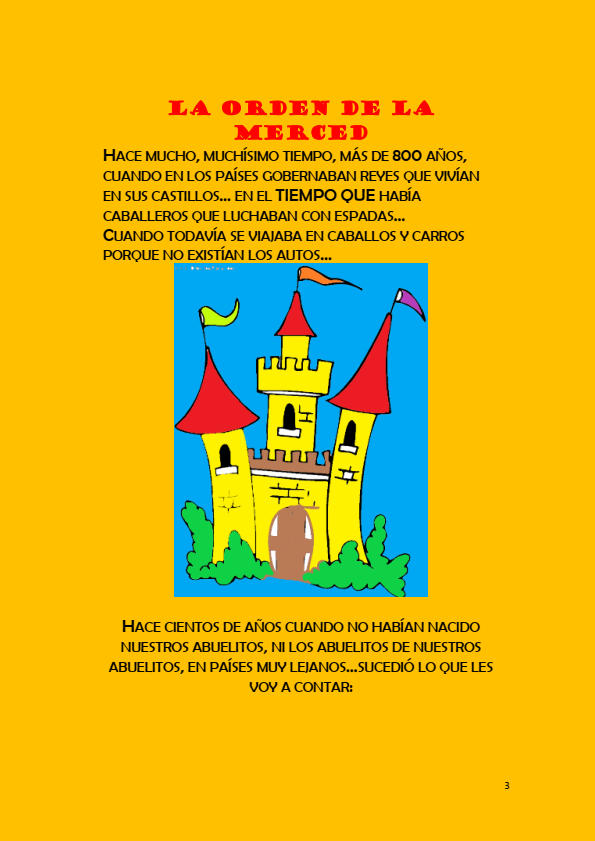 LA ORDEN DE LA
MERCED
HACE MUCHO, MUCHÍSIMO TIEMPO, MÁS DE 800 AÑOS,
CUANDO EN LOS PAÍSES GOBERNABAN REYES QUE VIVÍAN
EN SUS CASTILLOS... EN EL TIEMPO QUE HABÍA
CABALLEROS QUE LUCHABAN CON ESPADAS...
CUANDO TODAVÍA SE VIAJABA EN CABALLOS Y CARROS
PORQUE NO EXISTÍAN LOS AUTOS...
HACE CIENTOS DE AÑOS CUANDO NO HABÍAN NACIDO
NUESTROS ABUELITOS, NI LOS ABUELITOS DE NUESTROS
ABUELITOS, EN PAÍSES MUY LEJANOS...SUCEDIÓ LO QUE LES
VOY A CONTAR:
3